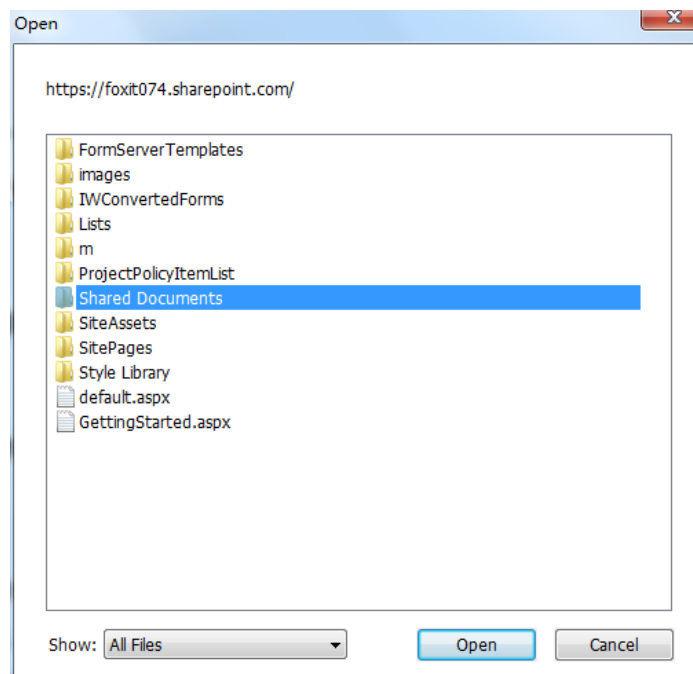 Open
https://foxit074.sharepoint.com/
FormServerTemplates
images
IWConvertedForms
Lists
m
ProjectPolicyItemList
Shared Documents
SiteAssets
SitePages
Style Library
default.aspx
GettingStarted.aspx
Show: All Files Open Cancel